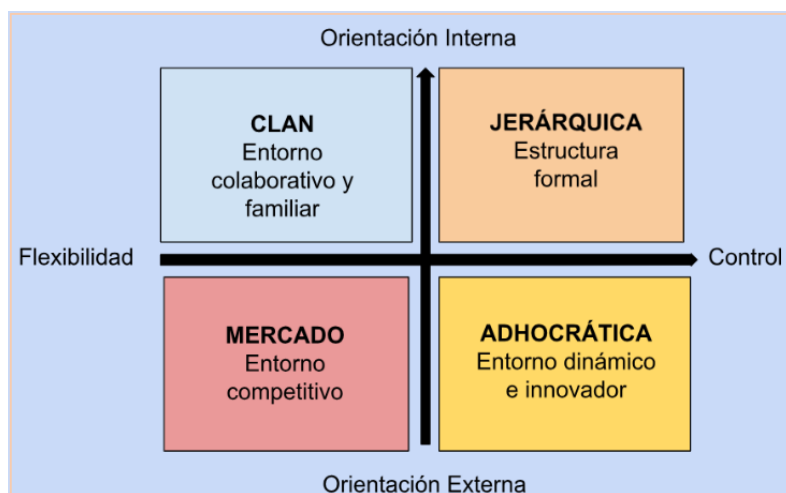 Orientación Interna
CLAN
Entorno
colaborativo y
familiar
JERÁRQUICA
Estructura
formal
Flexibilidad
Control
MERCADO
Entorno
competitivo
ADHOCRÁTICA
Entorno dinámico
e innovador
Orientación Externa